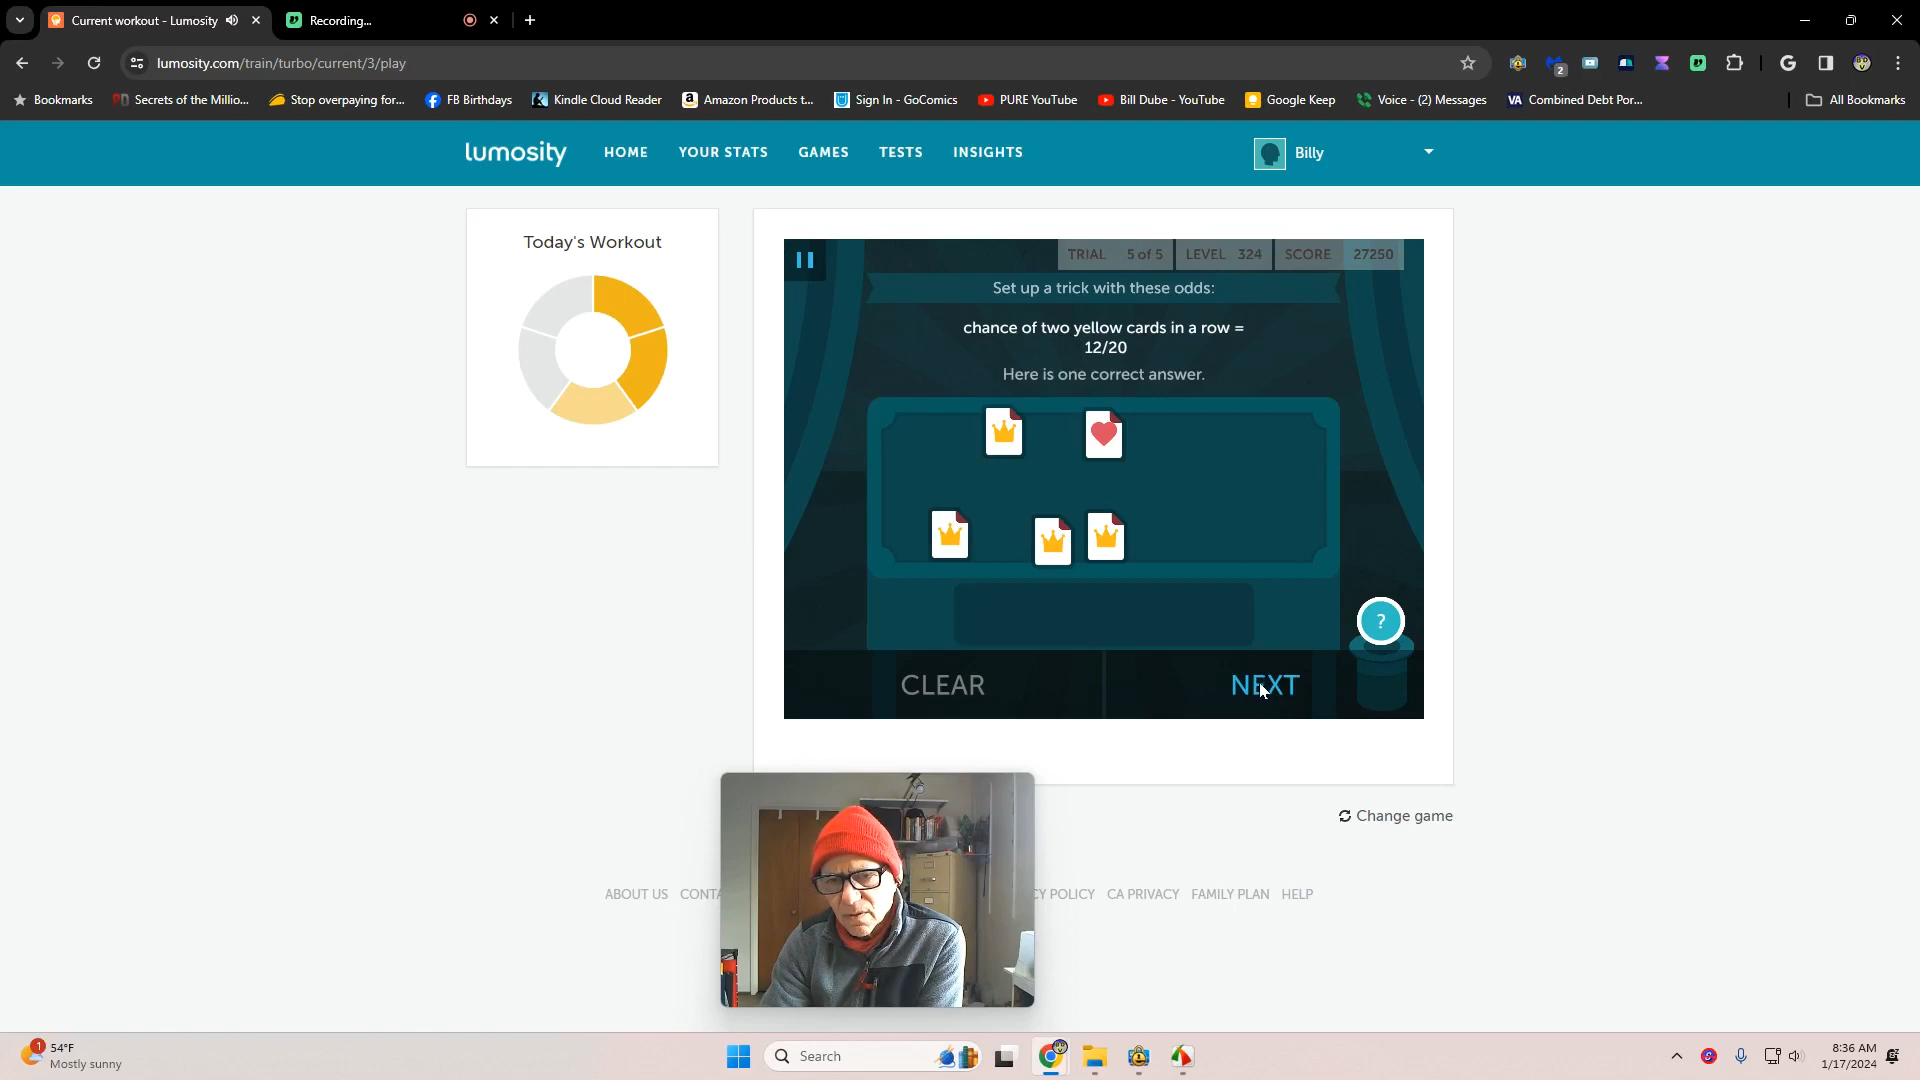 Current workout - Lumosity
Recording...
lumosity.com/train/turbo/current/3/play
2
Bookmarks
Secrets of the Millio...
Stop overpaying for...
FB Birthdays
Kindle Cloud Reader
Amazon Products t...
Sign In - GoComics
PURE YouTube
Bill Dube - YouTube
Google Keep
Voice - (2) Messages
VA Combined Debt Por...
All Bookmarks
lumosity
HOME
YOUR STATS
GAMES
TESTS
INSIGHTS
Billy
Today's Workout
TRIAL 5 of 5
LEVEL 324
SCORE 27250
Set up a trick with these odds:
chance of two yellow cards in a row =
12/20
Here is one correct answer.
?
CLEAR
NEXT
Change game
ABOUT US
CONTA
CY POLICY
CA PRIVACY
FAMILY PLAN
HELP
1
54°F
Mostly sunny
Search
8:36 AM
1/17/2024